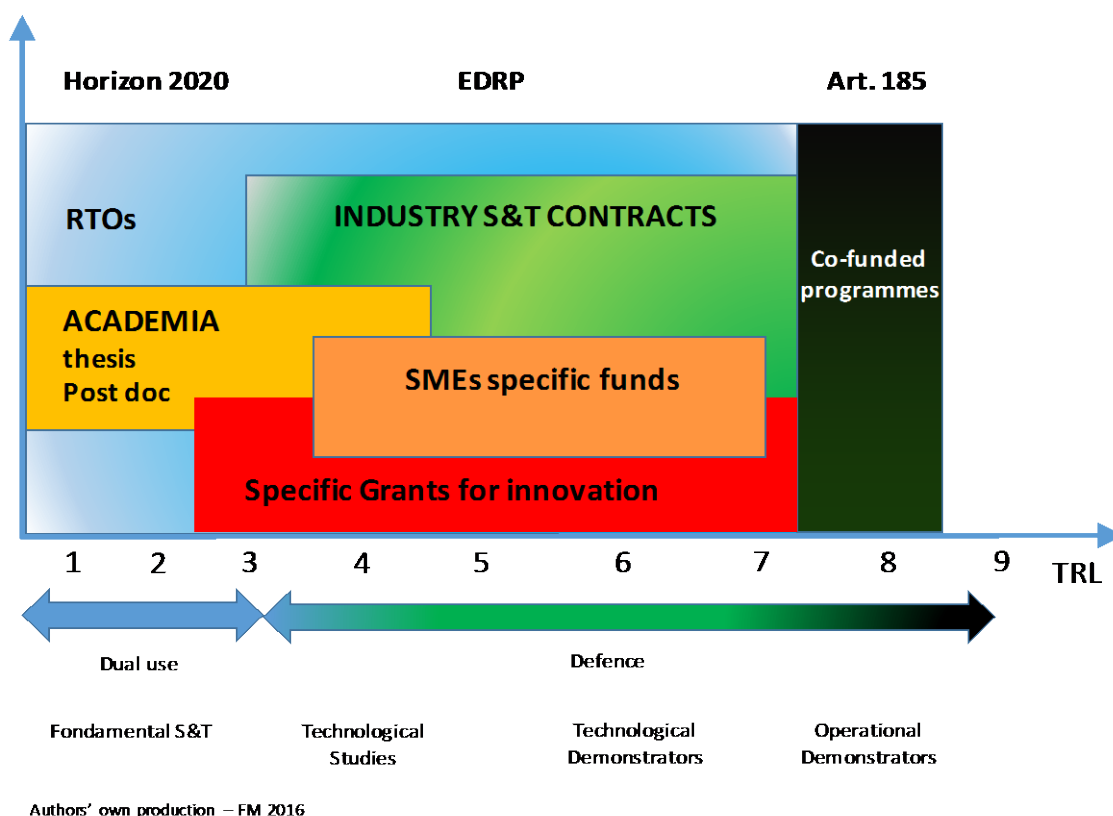 Horizon 2020 EDRP Art. 185
RTOs
INDUSTRY S&T CONTRACTS
Co-funded
programmes
ACADEMIA
thesis
Post doc
SMEs specific funds
Specific Grants for innovation
1 2 3 4 5 6 7 8 9
TRL
Dual use
Defence
Fondamental S&T
Technological
Studies
Technological
Demonstrators
Operational
Demonstrators
Authors' own production – FM 2016